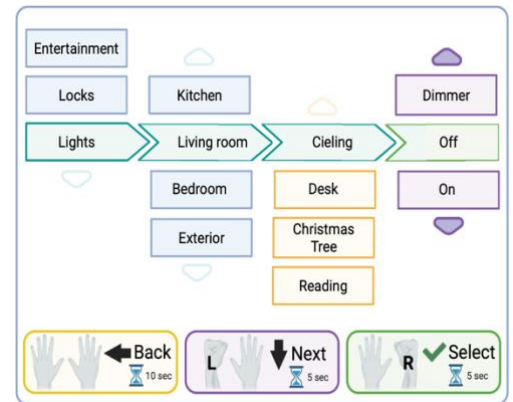 Entertainment
Locks
Kitchen
Dimmer
Lights
Living room
Cieling
Off
Bedroom
Desk
On
Exterior
Christmas
Tree
Reading
Back
10 sec
L
Next
5 sec
R
Select
5 sec